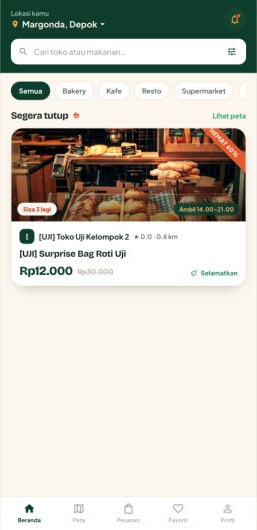 Lokasi kamu
Margonda, Depok
Cari toko atau makanan...
Semua
Bakery
Kafe
Resto
Supermarket
Segera tutup
Lihat peta
HEMAT 60%
Sisa 3 lagi
Ambil 14.00–21.00
[
[UJI] Toko Uji Kelompok 2
★ 0.0 · 0.6 km
[UJI] Surprise Bag Roti Uji
Rp12.000
Rp30.000
Selamatkan
Beranda
Peta
Pesanan
Favorit
Profil